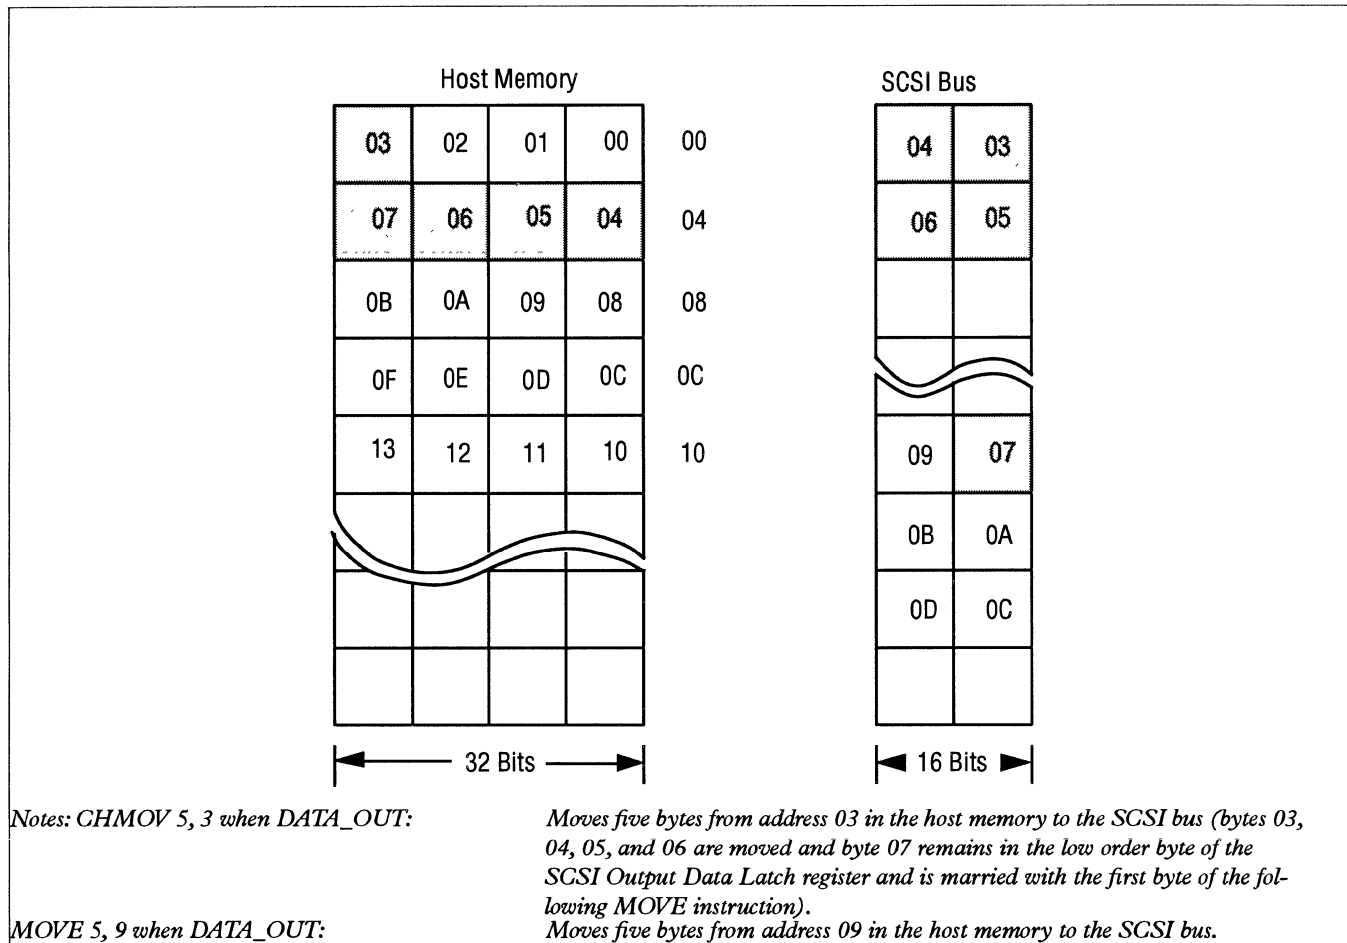 Host Memory
SCSI Bus
03 02 01 00 00
07 06 05 04 04
0B 0A 09 08 08
0F 0E 0D 0C 0C
13 12 11 10 10
04 03
06 05
09 07
0B 0A
0D 0C
32 Bits
16 Bits
Notes: CHMOV 5, 3 when DATA_OUT:
Moves five bytes from address 03 in the host memory to the SCSI bus (bytes 03,
04, 05, and 06 are moved and byte 07 remains in the low order byte of the
SCSI Output Data Latch register and is married with the first byte of the fol-
lowing MOVE instruction).
MOVE 5, 9 when DATA_OUT:
Moves five bytes from address 09 in the host memory to the SCSI bus.